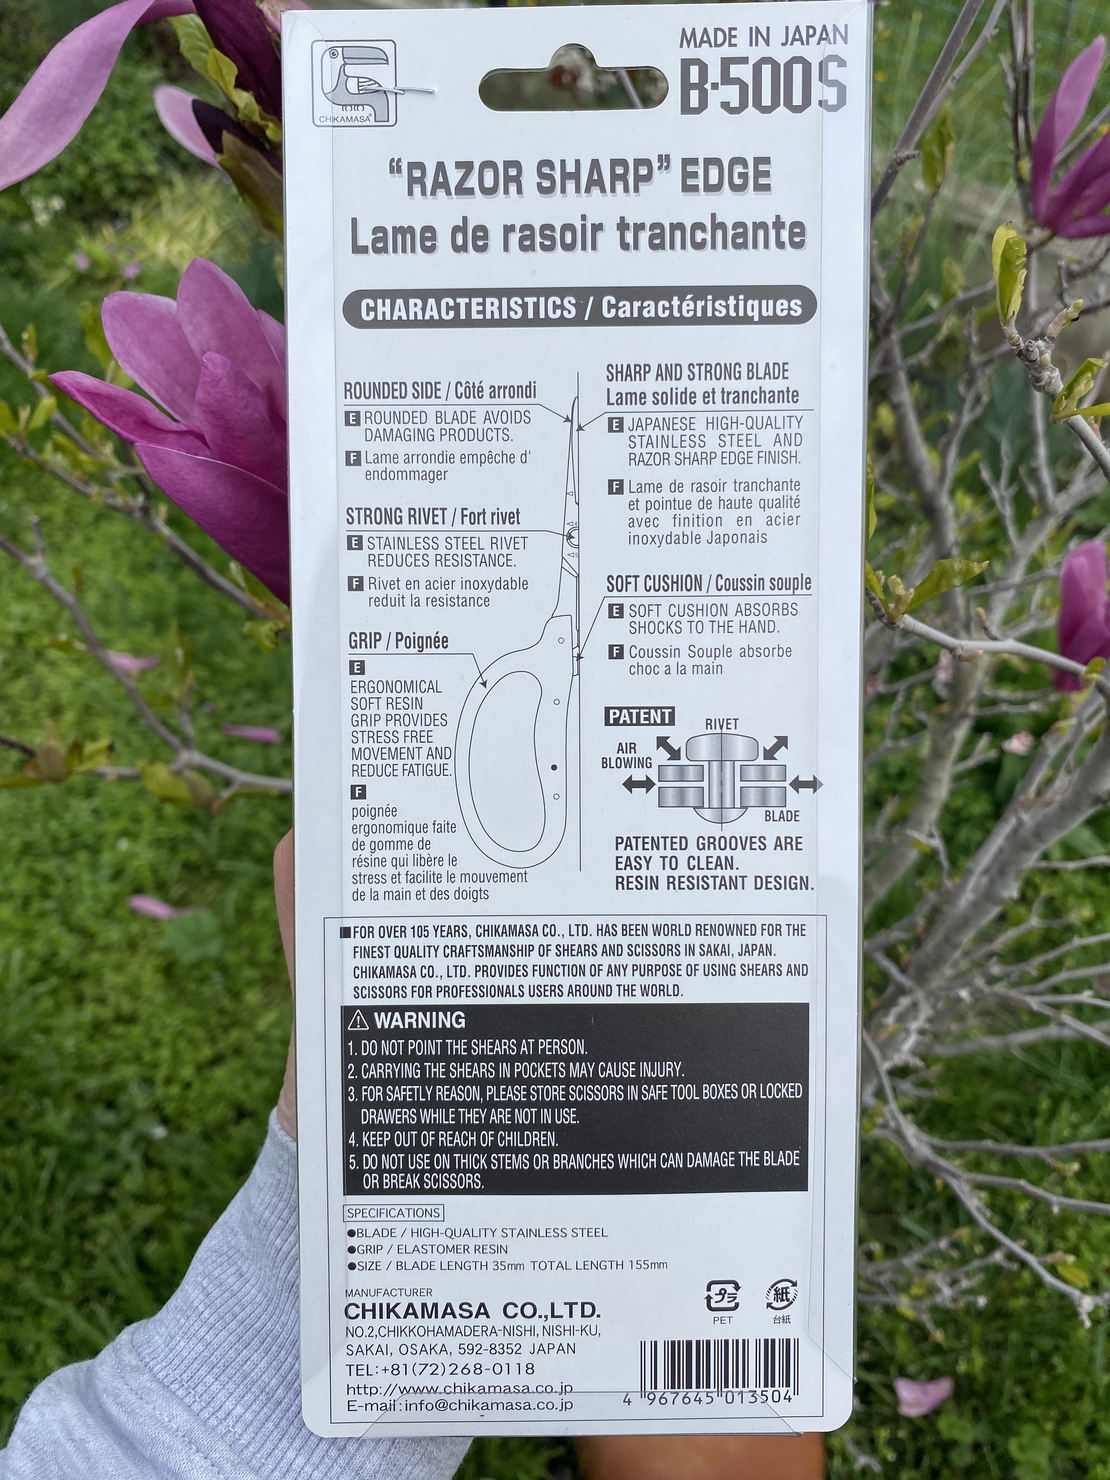 CHIKAMASA®
MADE IN JAPAN
B-500S
“RAZOR SHARP” EDGE
Lame de rasoir tranchante
CHARACTERISTICS / Caractéristiques
ROUNDED SIDE / Côté arrondi
E ROUNDED BLADE AVOIDS
DAMAGING PRODUCTS.
F Lame arrondie empêche d'
endommager
STRONG RIVET / Fort rivet
E STAINLESS STEEL RIVET
REDUCES RESISTANCE.
F Rivet en acier inoxydable
reduit la resistance
GRIP / Poignée
E
ERGONOMICAL
SOFT RESIN
GRIP PROVIDES
STRESS FREE
MOVEMENT AND
REDUCE FATIGUE.
F
poignée
ergonomique faite
de gomme de
résine qui libère le
stress et facilite le mouvement
de la main et des doigts
SHARP AND STRONG BLADE
Lame solide et tranchante
E JAPANESE HIGH-QUALITY
STAINLESS STEEL AND
RAZOR SHARP EDGE FINISH.
F Lame de rasoir tranchante
et pointue de haute qualité
avec finition en acier
inoxydable Japonais
SOFT CUSHION / Coussin souple
E SOFT CUSHION ABSORBS
SHOCKS TO THE HAND.
F Coussin Souple absorbe
choc a la main
PATENT
RIVET
AIR
BLOWING
BLADE
PATENTED GROOVES ARE
EASY TO CLEAN.
RESIN RESISTANT DESIGN.
■FOR OVER 105 YEARS, CHIKAMASA CO., LTD. HAS BEEN WORLD RENOWNED FOR THE
FINEST QUALITY CRAFTSMANSHIP OF SHEARS AND SCISSORS IN SAKAI, JAPAN.
CHIKAMASA CO., LTD. PROVIDES FUNCTION OF ANY PURPOSE OF USING SHEARS AND
SCISSORS FOR PROFESSIONALS USERS AROUND THE WORLD.
⚠ WARNING
1. DO NOT POINT THE SHEARS AT PERSON.
2. CARRYING THE SHEARS IN POCKETS MAY CAUSE INJURY.
3. FOR SAFETLY REASON, PLEASE STORE SCISSORS IN SAFE TOOL BOXES OR LOCKED
DRAWERS WHILE THEY ARE NOT IN USE.
4. KEEP OUT OF REACH OF CHILDREN.
5. DO NOT USE ON THICK STEMS OR BRANCHES WHICH CAN DAMAGE THE BLADE
OR BREAK SCISSORS.
SPECIFICATIONS
●BLADE / HIGH-QUALITY STAINLESS STEEL
●GRIP / ELASTOMER RESIN
●SIZE / BLADE LENGTH 35mm TOTAL LENGTH 155mm
MANUFACTURER
CHIKAMASA CO.,LTD.
NO.2,CHIKKOHAMADERA-NISHI, NISHI-KU,
SAKAI, OSAKA, 592-8352 JAPAN
TEL:+81(72)268-0118
http://www.chikamasa.co.jp
E-mail:info@chikamasa.co.jp
プラ
PET
紙
台紙
4 967645 013504